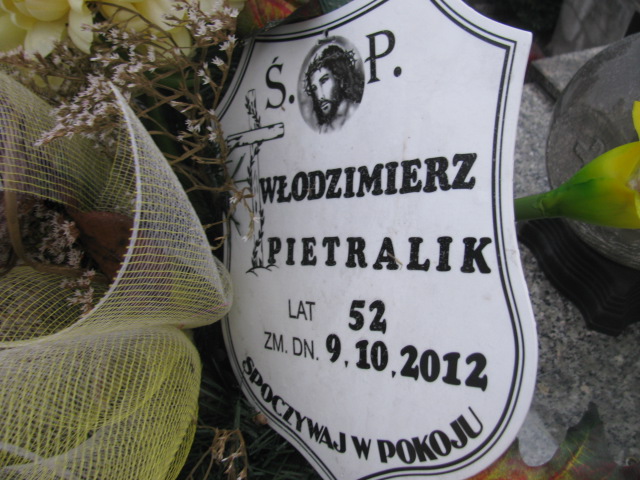 Ś. P.
WŁODZIMIERZ
PIETRALIK
LAT 52
ZM. DN. 9.10.2012
SPOCZYWAJ W POKOJU